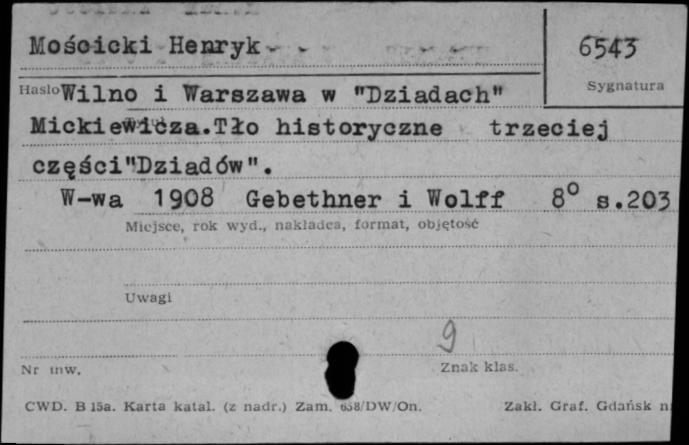 Mościcki Henryk
6543
Hasło Wilno i Warszawa w "Dziadach"
Sygnatura
Mickiewicza.Tło historyczne trzeciej
części"Dziadów".
W-wa 1908 Gebethner i Wolff 8° s.203
Miejsce, rok wyd., nakładca, format, objętość
Uwagi
9
Nr inw.
Znak klas.
CWD. B 15a. Karta katal. (z nadr.) Zam. 638/DW/On.
Zakł. Graf. Gdańsk